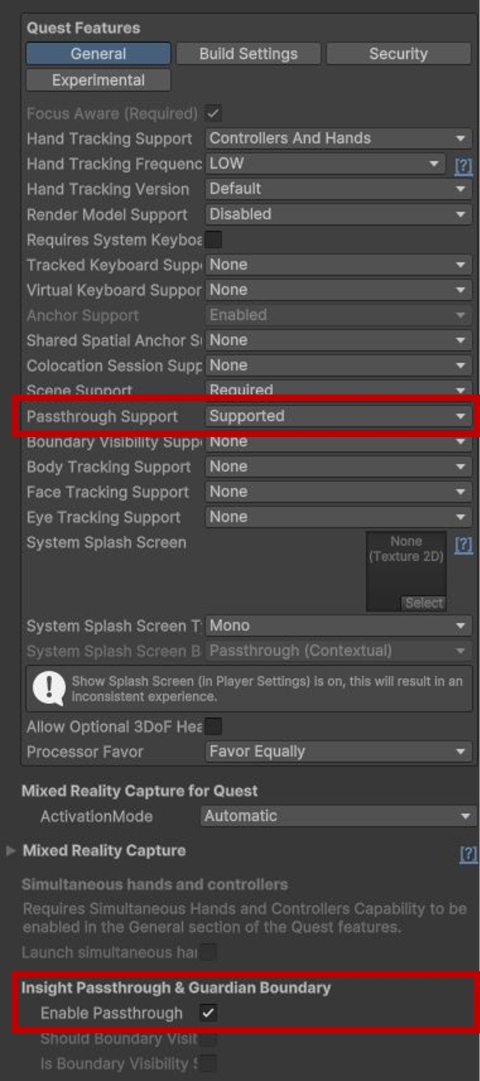 Quest Features
General
Build Settings
Security
Experimental
Focus Aware (Required)
Hand Tracking Support Controllers And Hands
Hand Tracking Frequenc LOW [?]
Hand Tracking Version Default
Render Model Support Disabled
Requires System Keyboa
Tracked Keyboard Supp None
Virtual Keyboard Suppor None
Anchor Support Enabled
Shared Spatial Anchor S None
Colocation Session Supp None
Scene Support Required
Passthrough Support Supported
Boundary Visibility Supp None
Body Tracking Support None
Face Tracking Support None
Eye Tracking Support None
System Splash Screen None [?]
(Texture 2D)
Select
System Splash Screen T Mono
System Splash Screen B Passthrough (Contextual)
Show Splash Screen (in Player Settings) is on, this will result in an
inconsistent experience.
Allow Optional 3DoF Hea
Processor Favor Favor Equally
Mixed Reality Capture for Quest
ActivationMode Automatic
Mixed Reality Capture [?]
Simultaneous hands and controllers
Requires Simultaneous Hands and Controllers Capability to be
enabled in the General section of the Quest features.
Launch simultaneous hai
Insight Passthrough & Guardian Boundary
Enable Passthrough
Should Boundary Visit
Is Boundary Visibility S